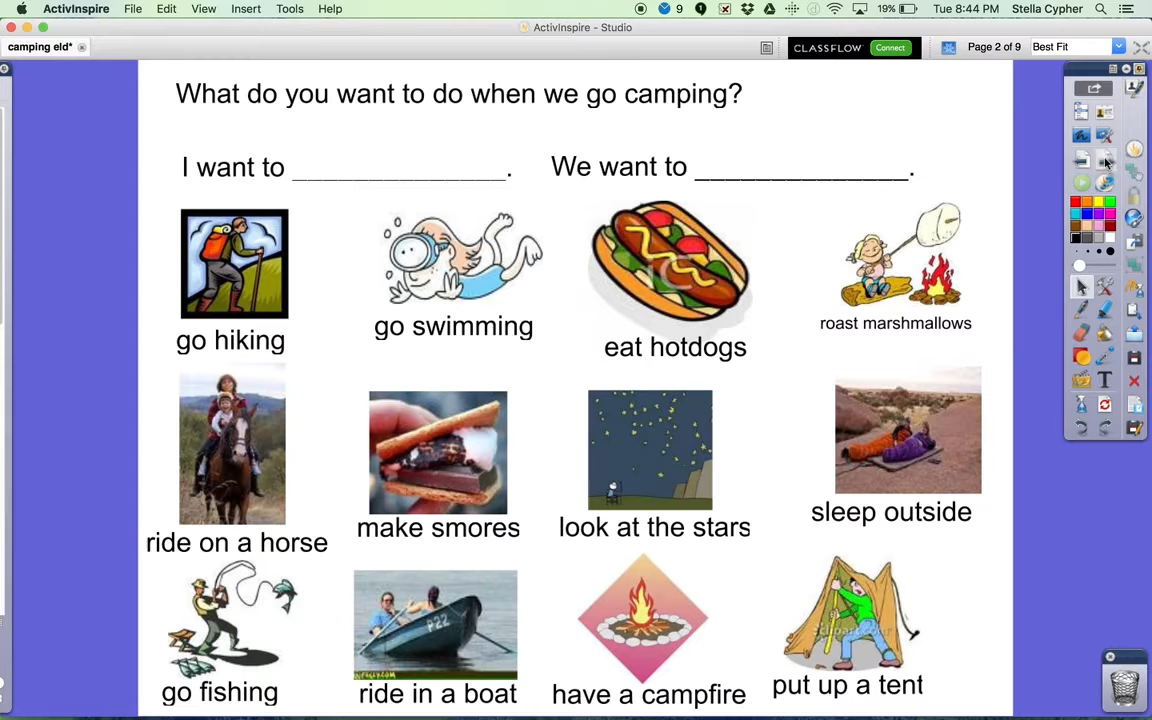 ActivInspire File Edit View Insert Tools Help 9 19% Tue 8:44 PM Stella Cypher
ActivInspire - Studio
camping eld* CLASSFLOW Connect Page 2 of 9 Best Fit
What do you want to do when we go camping?
I want to ______________. We want to ______________.
go hiking go swimming eat hotdogs roast marshmallows
ride on a horse make smores look at the stars sleep outside
P22
go fishing ride in a boat have a campfire put up a tent